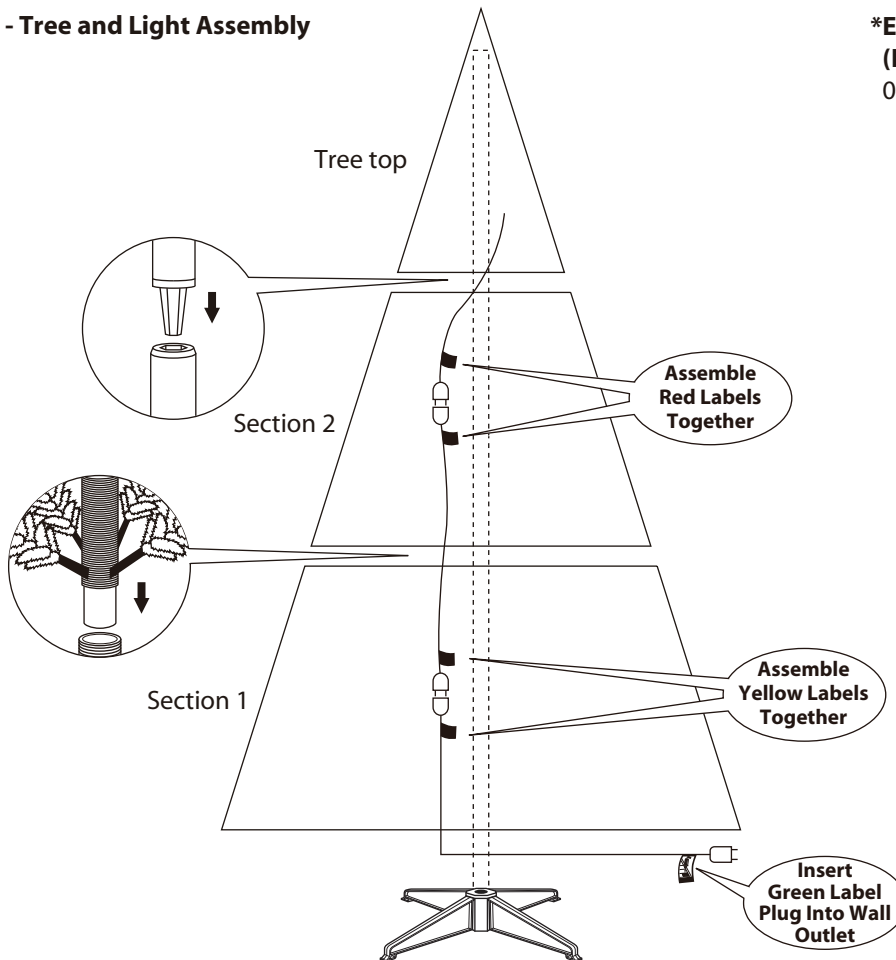 - Tree and Light Assembly
*E
(
0
Tree top
Assemble
Red Labels
Together
Section 2
Assemble
Yellow Labels
Together
Section 1
Insert
Green Label
Plug Into Wall
Outlet